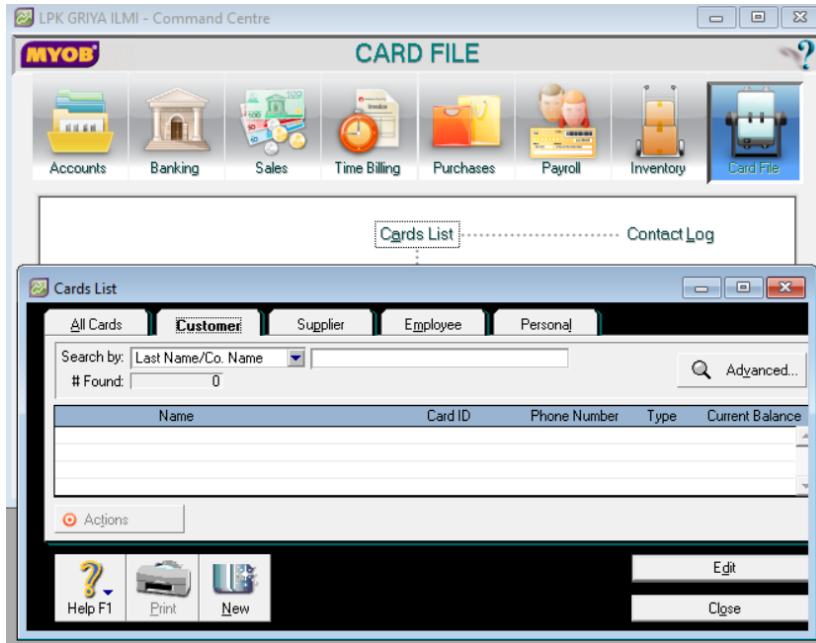 LPK GRIYA ILMI - Command Centre
MYOB
CARD FILE
?
Accounts Banking Sales Time Billing Purchases Payroll Inventory Card File
Cards List Contact Log
Cards List
All Cards Customer Supplier Employee Personal
Search by: Last Name/Co. Name
Advanced...
# Found: 0
Name Card ID Phone Number Type Current Balance
Actions
Edit
Help F1 Print New
Close